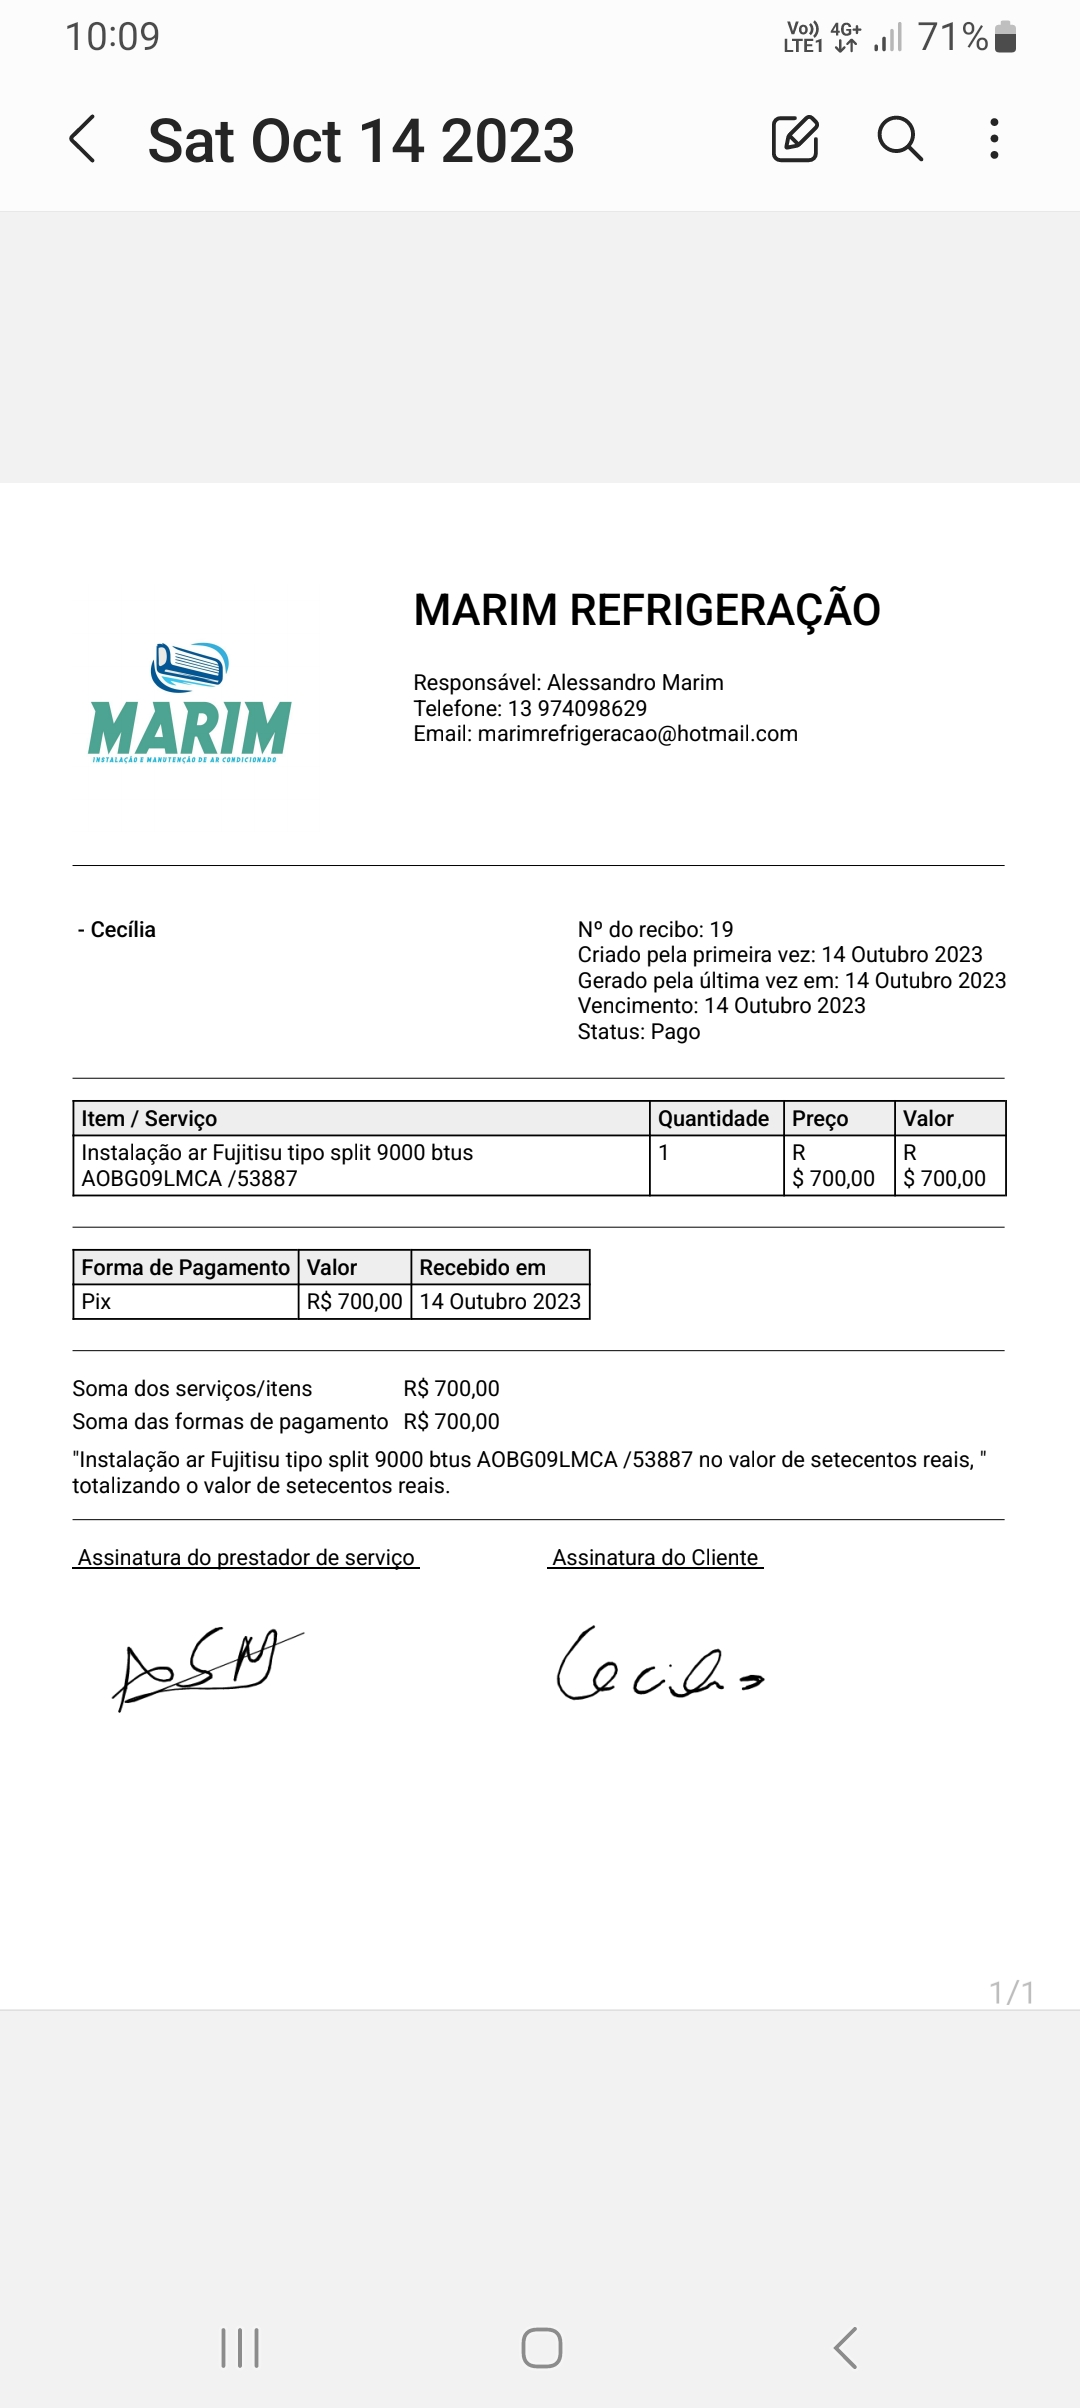 10:09
Vo)) LTE1 4G+ 71%
Sat Oct 14 2023
MARIM REFRIGERAÇÃO
MARIM
INSTALAÇÃO E MANUTENÇÃO DE AR CONDICIONADO
Responsável: Alessandro Marim
Telefone: 13 974098629
Email: marimrefrigeracao@hotmail.com
- Cecília
Nº do recibo: 19
Criado pela primeira vez: 14 Outubro 2023
Gerado pela última vez em: 14 Outubro 2023
Vencimento: 14 Outubro 2023
Status: Pago
Item / Serviço Quantidade Preço Valor
Instalação ar Fujitisu tipo split 9000 btus 1 R R
AOBG09LMCA /53887 $ 700,00 $ 700,00
Forma de Pagamento Valor Recebido em
Pix R$ 700,00 14 Outubro 2023
Soma dos serviços/itens R$ 700,00
Soma das formas de pagamento R$ 700,00
"Instalação ar Fujitisu tipo split 9000 btus AOBG09LMCA /53887 no valor de setecentos reais, "
totalizando o valor de setecentos reais.
Assinatura do prestador de serviço Assinatura do Cliente
ASM Cecilia
1/1